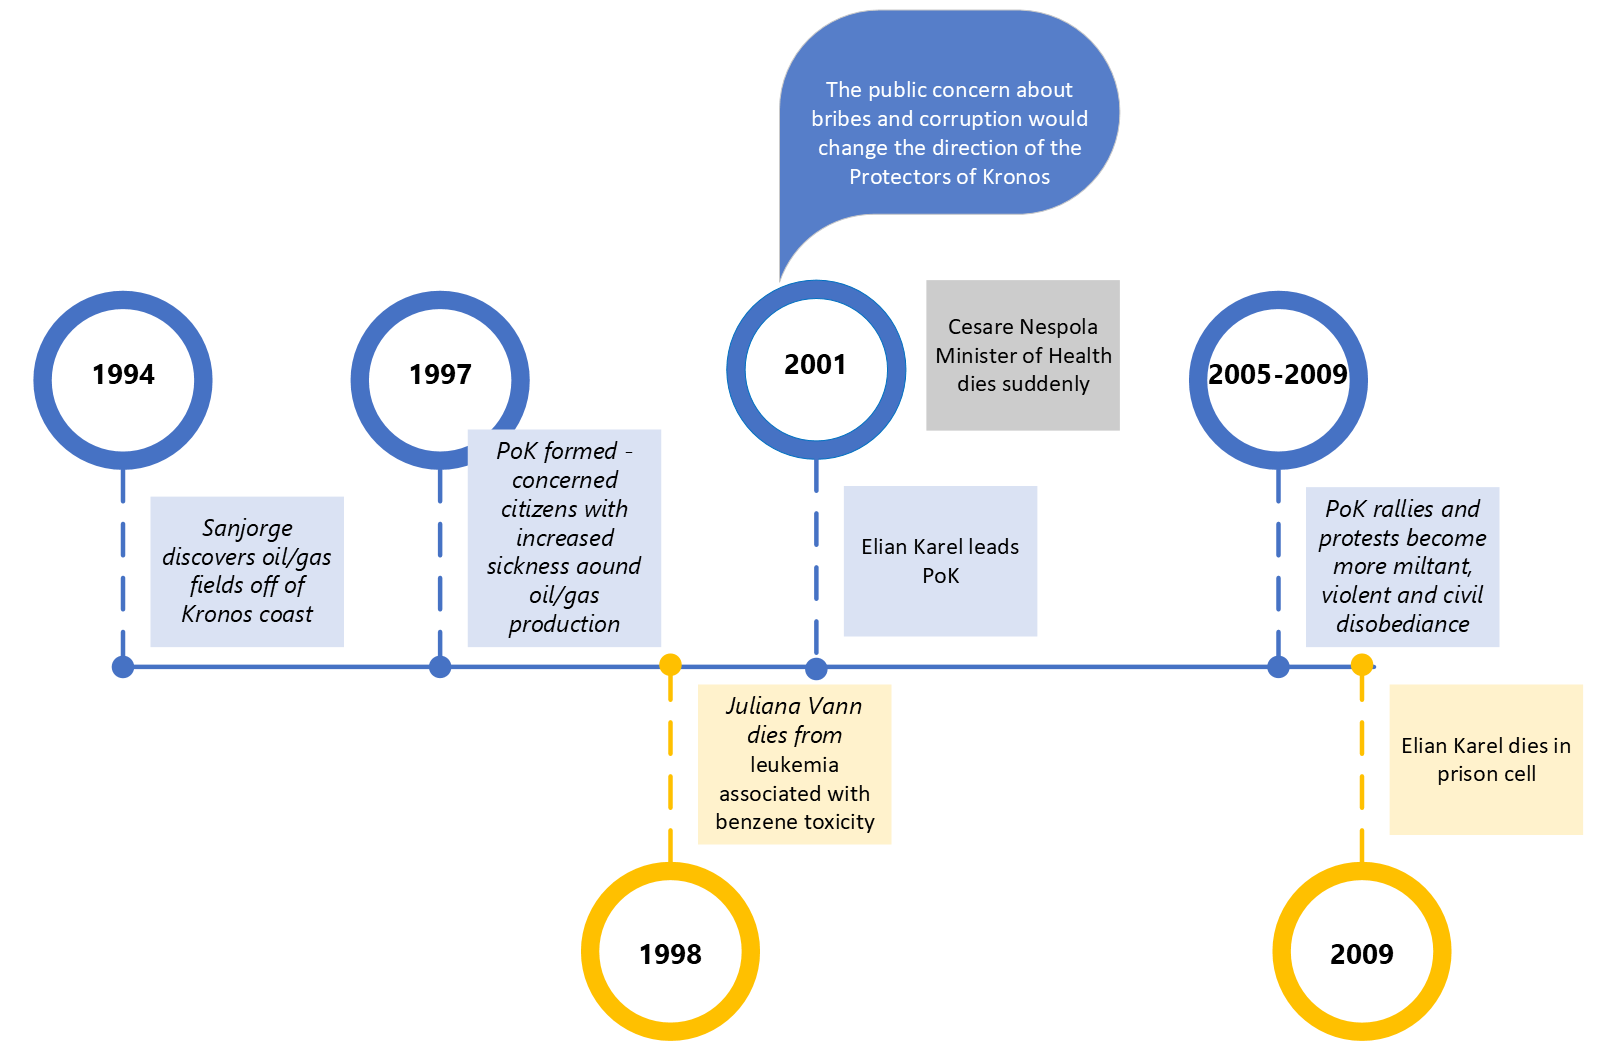 The public concern about
bribes and corruption would
change the direction of the
Protectors of Kronos
1994
1997
2001
Cesare Nespola
Minister of Health
dies suddenly
2005-2009
Sanjorge
discovers oil/gas
fields off of
Kronos coast
PoK formed -
concerned
citizens with
increased
sickness aound
oil/gas
production
Elian Karel leads
PoK
PoK rallies and
protests become
more miltant,
violent and civil
disobediance
Juliana Vann
dies from
leukemia
associated with
benzene toxicity
Elian Karel dies in
prison cell
1998
2009